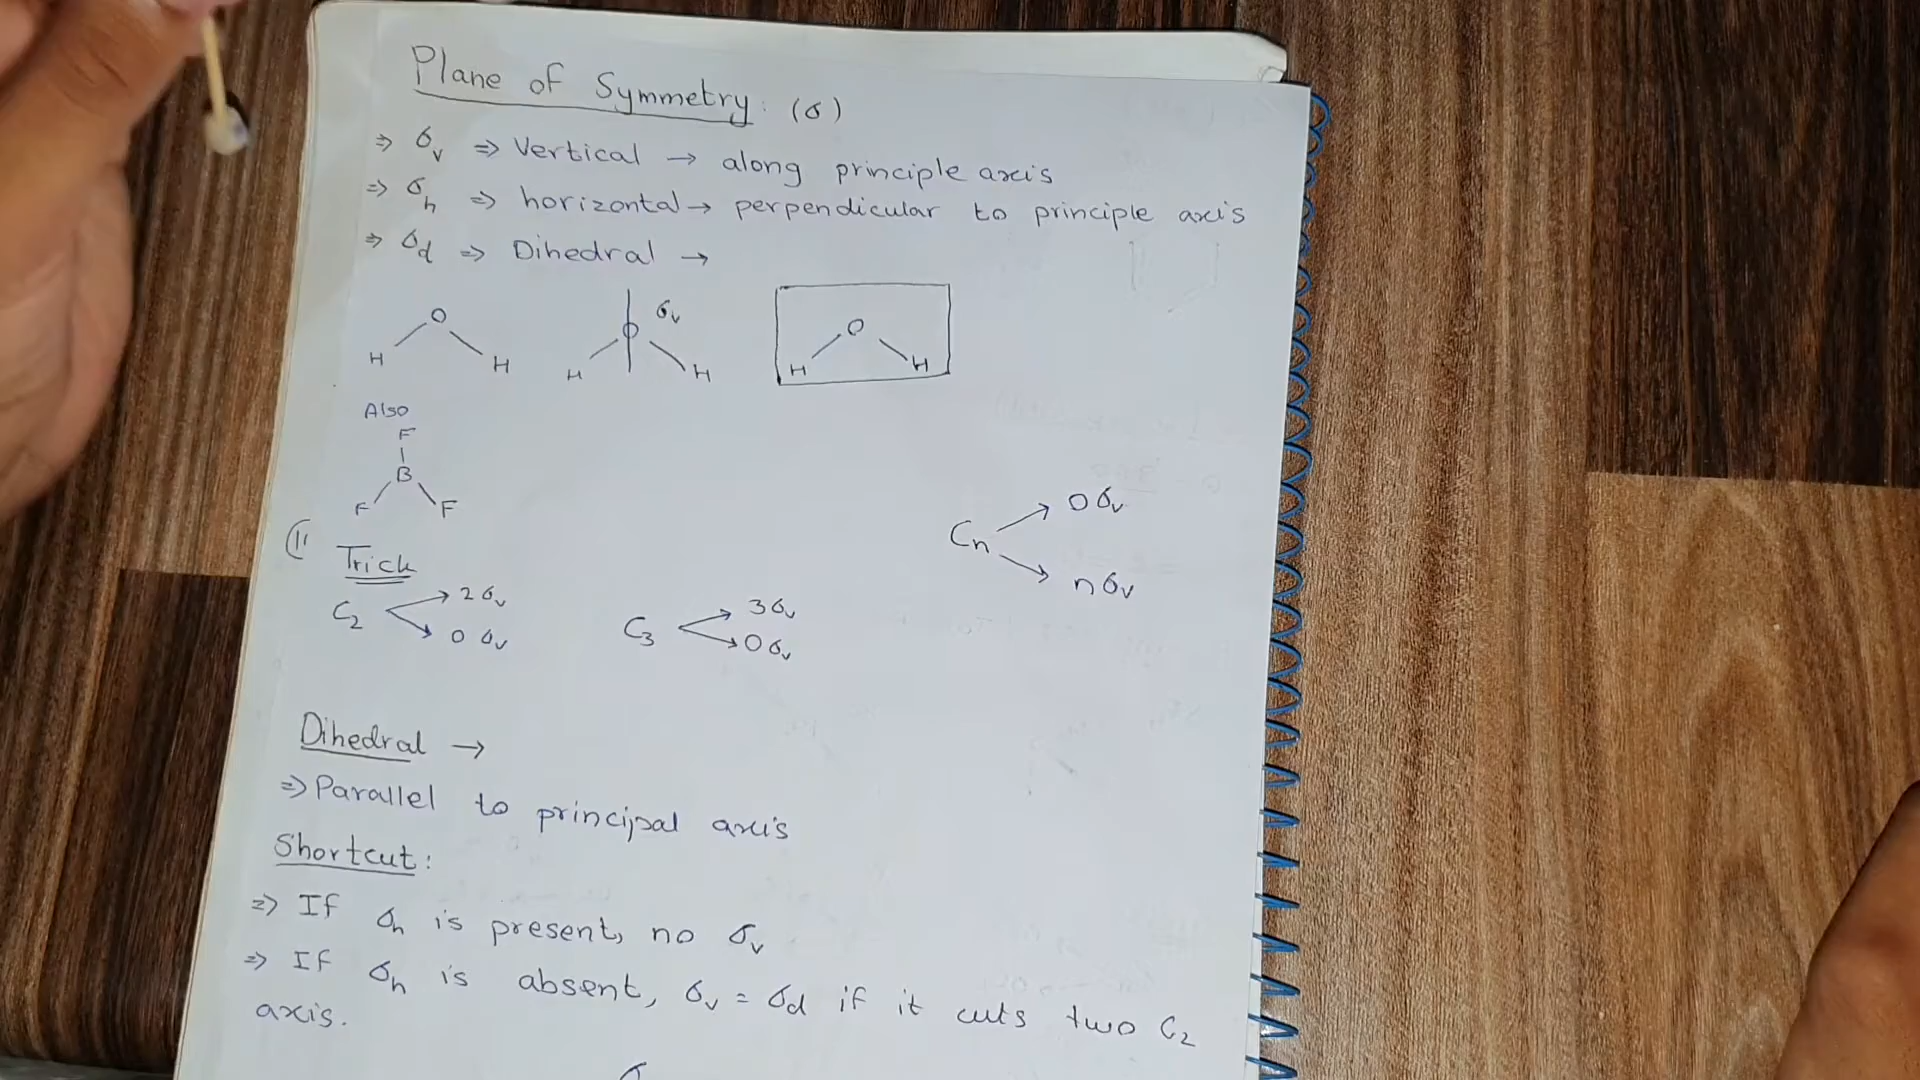 Plane of Symmetry: (σ)
⇒ σv ⇒ Vertical → along principle axis
⇒ σh ⇒ horizontal → perpendicular to principle axis
⇒ σd ⇒ Dihedral →
O
H H
σv
O
H H
O
H H
Also
F
B
F F
Trick
C2 → 2σv
→ 0 σv
C3 → 3σv
→ 0σv
Cn → 0σv
→ nσv
Dihedral →
⇒ Parallel to principal axis
Shortcut:
⇒ If σh is present, no σv
⇒ If σh is absent, σv = σd if it cuts two C2
axis.